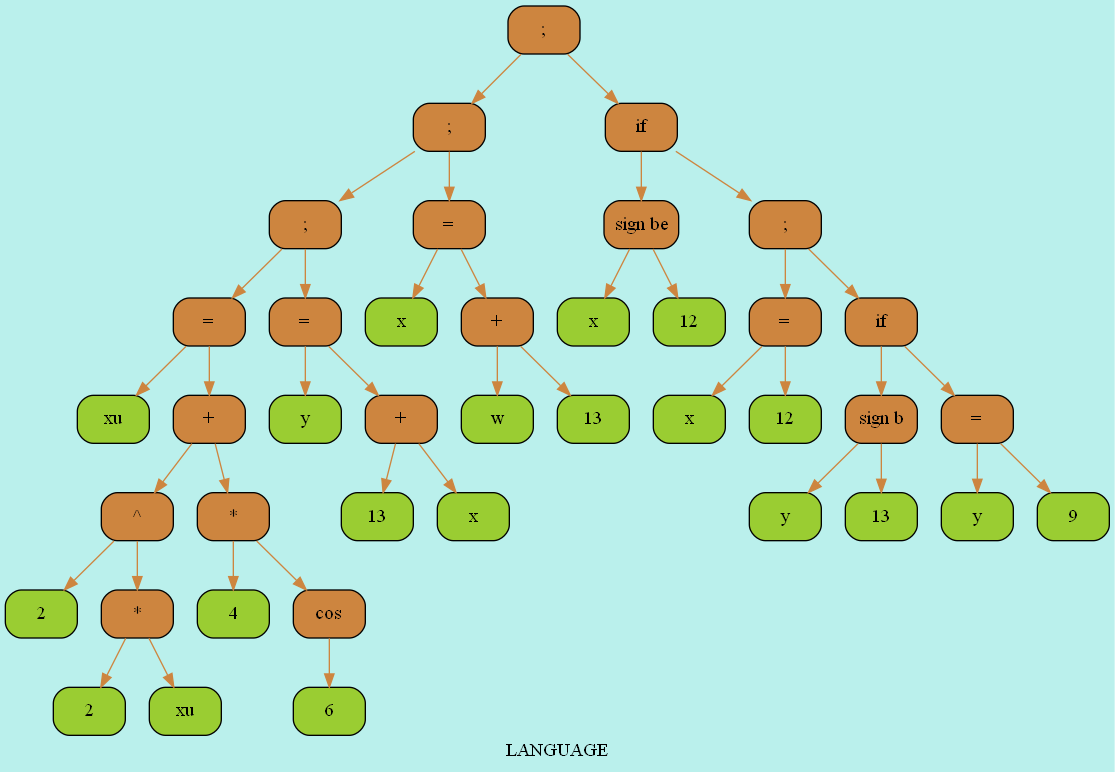 ;
; if
; = sign be ;
= = x + x 12 = if
xu + y + w 13 x 12 sign b =
^ * 13 x y 13 y 9
2 * 4 cos
2 xu 6
LANGUAGE